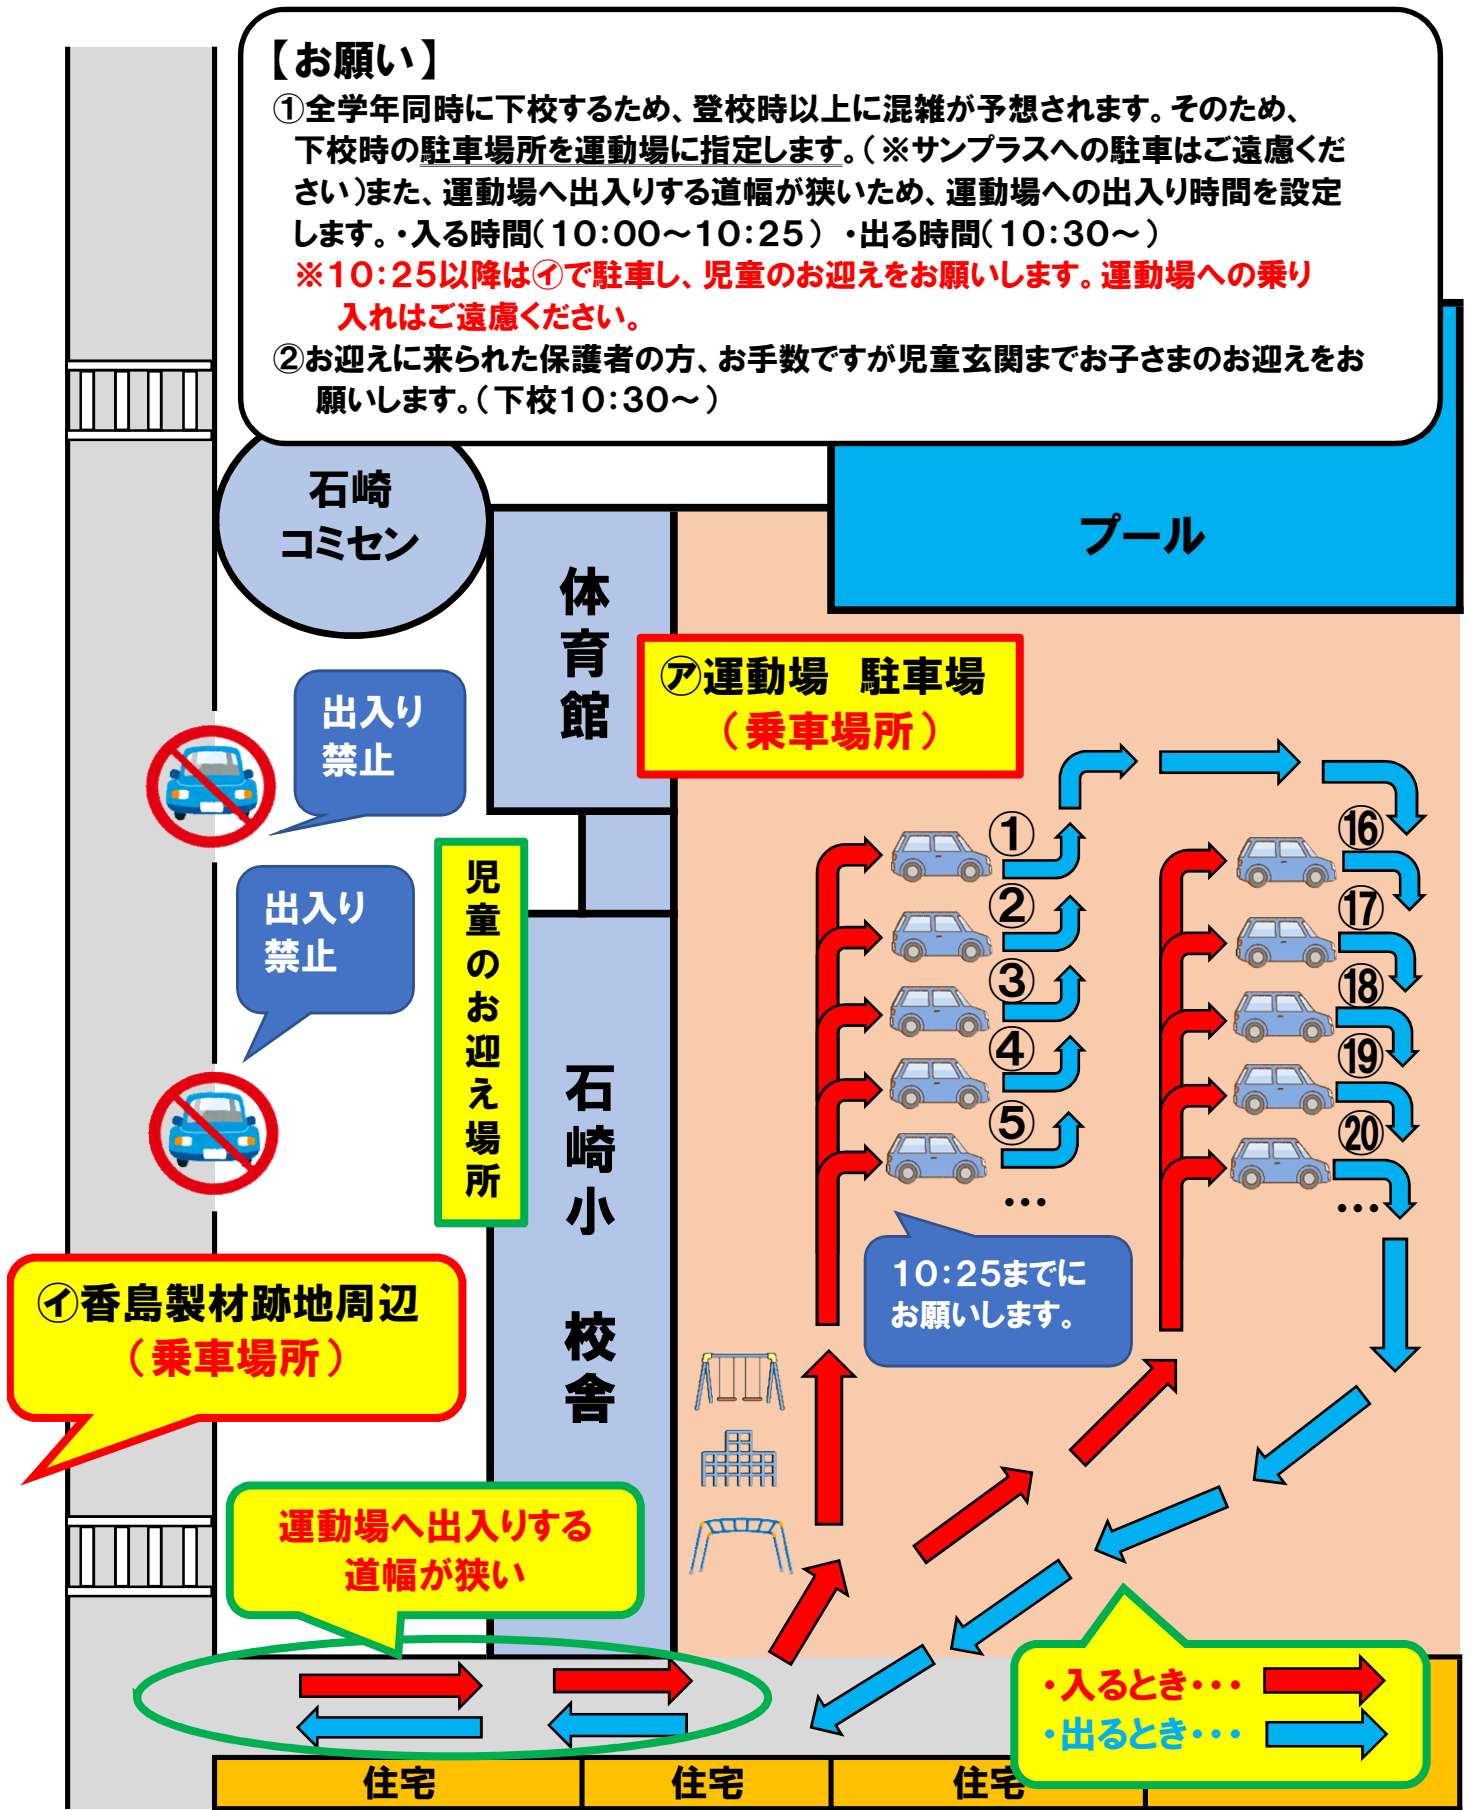 【お願い】
①全学年同時に下校するため、登校時以上に混雑が予想されます。そのため、
下校時の駐車場所を運動場に指定します。（※サンプラスへの駐車はご遠慮くだ
さい）また、運動場へ出入りする道幅が狭いため、運動場への出入り時間を設定
します。・入る時間（１０：００～１０：２５）　・出る時間（１０：３０～）
※１０：２５以降は㋑で駐車し、児童のお迎えをお願いします。運動場への乗り
入れはご遠慮ください。
②お迎えに来られた保護者の方、お手数ですが児童玄関までお子さまのお迎えをお
願いします。（下校１０：３０～）
石崎
コミセン
プール
体育館
㋐運動場　駐車場
（乗車場所）
出入り
禁止
出入り
禁止
児童のお迎え場所
石崎小　校舎
①
②
③
④
⑤
…
⑯
⑰
⑱
⑲
⑳
…
１０：２５までに
お願いします。
㋑香島製材跡地周辺
（乗車場所）
運動場へ出入りする
道幅が狭い
・入るとき・・・
・出るとき・・・
住宅
住宅
住宅